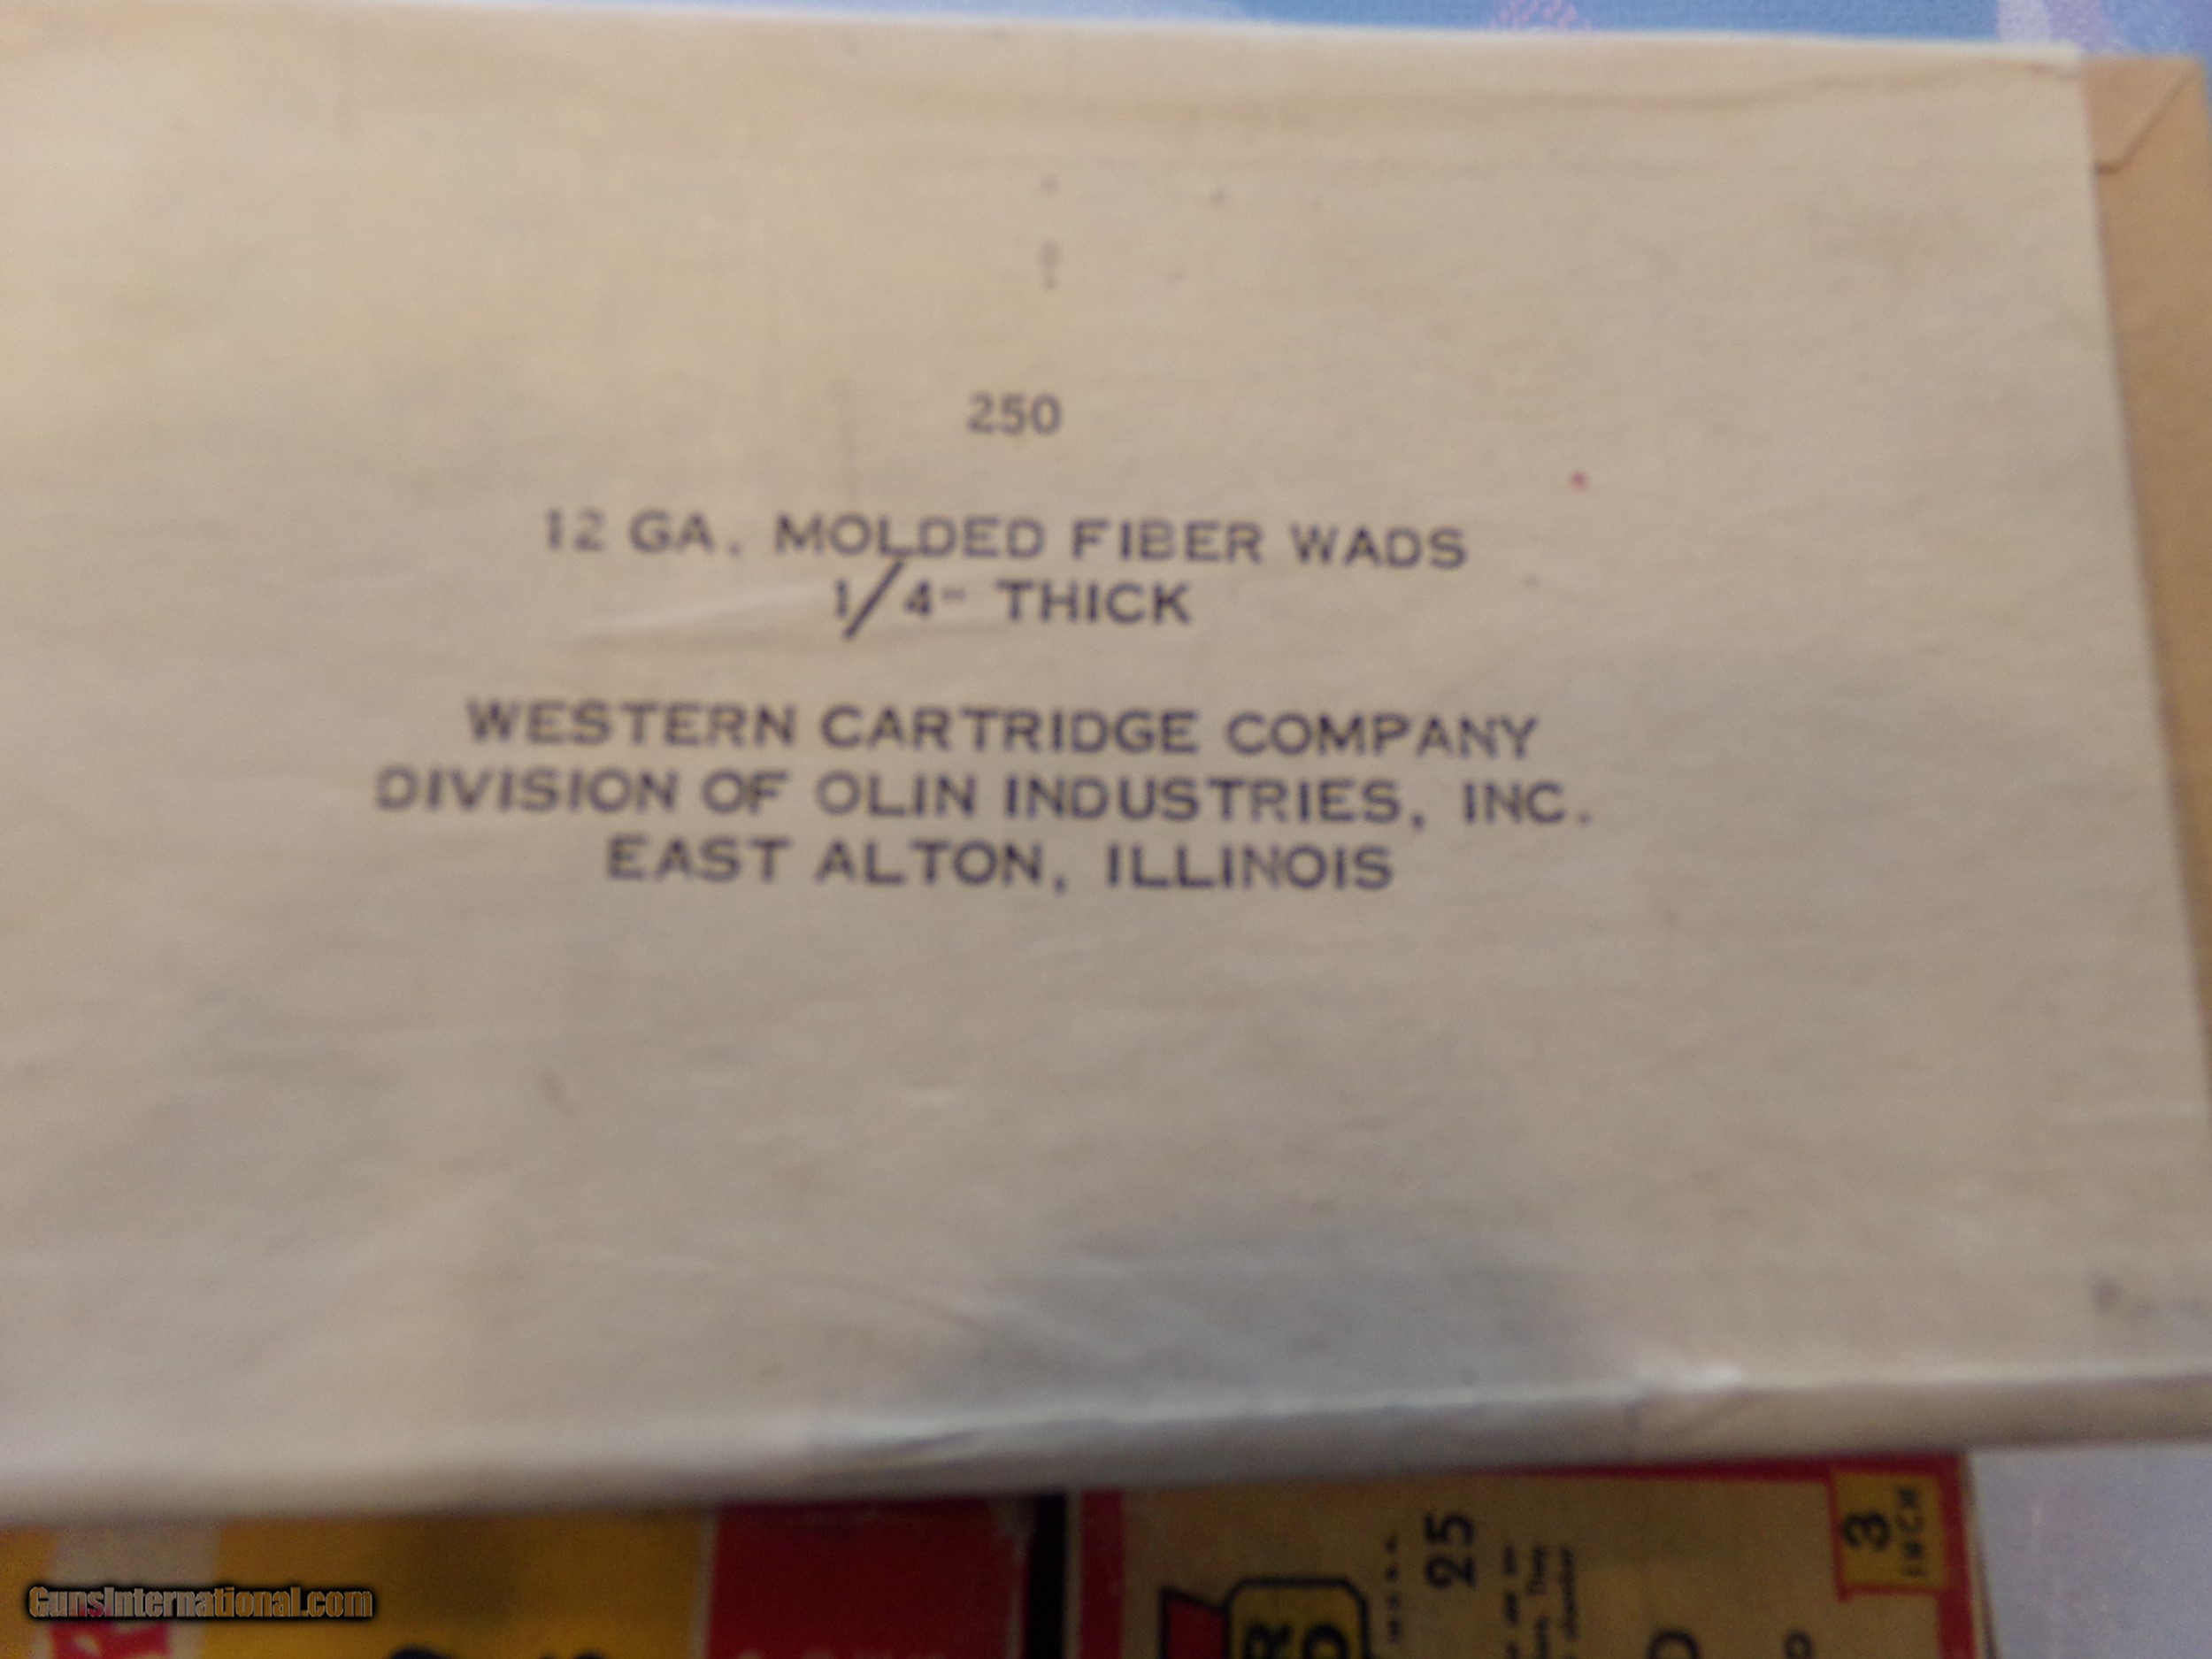 250
12 GA. MOLDED FIBER WADS
1/4" THICK
WESTERN CARTRIDGE COMPANY
DIVISION OF OLIN INDUSTRIES, INC.
EAST ALTON, ILLINOIS
25
3
INCH
GunsInternational.com